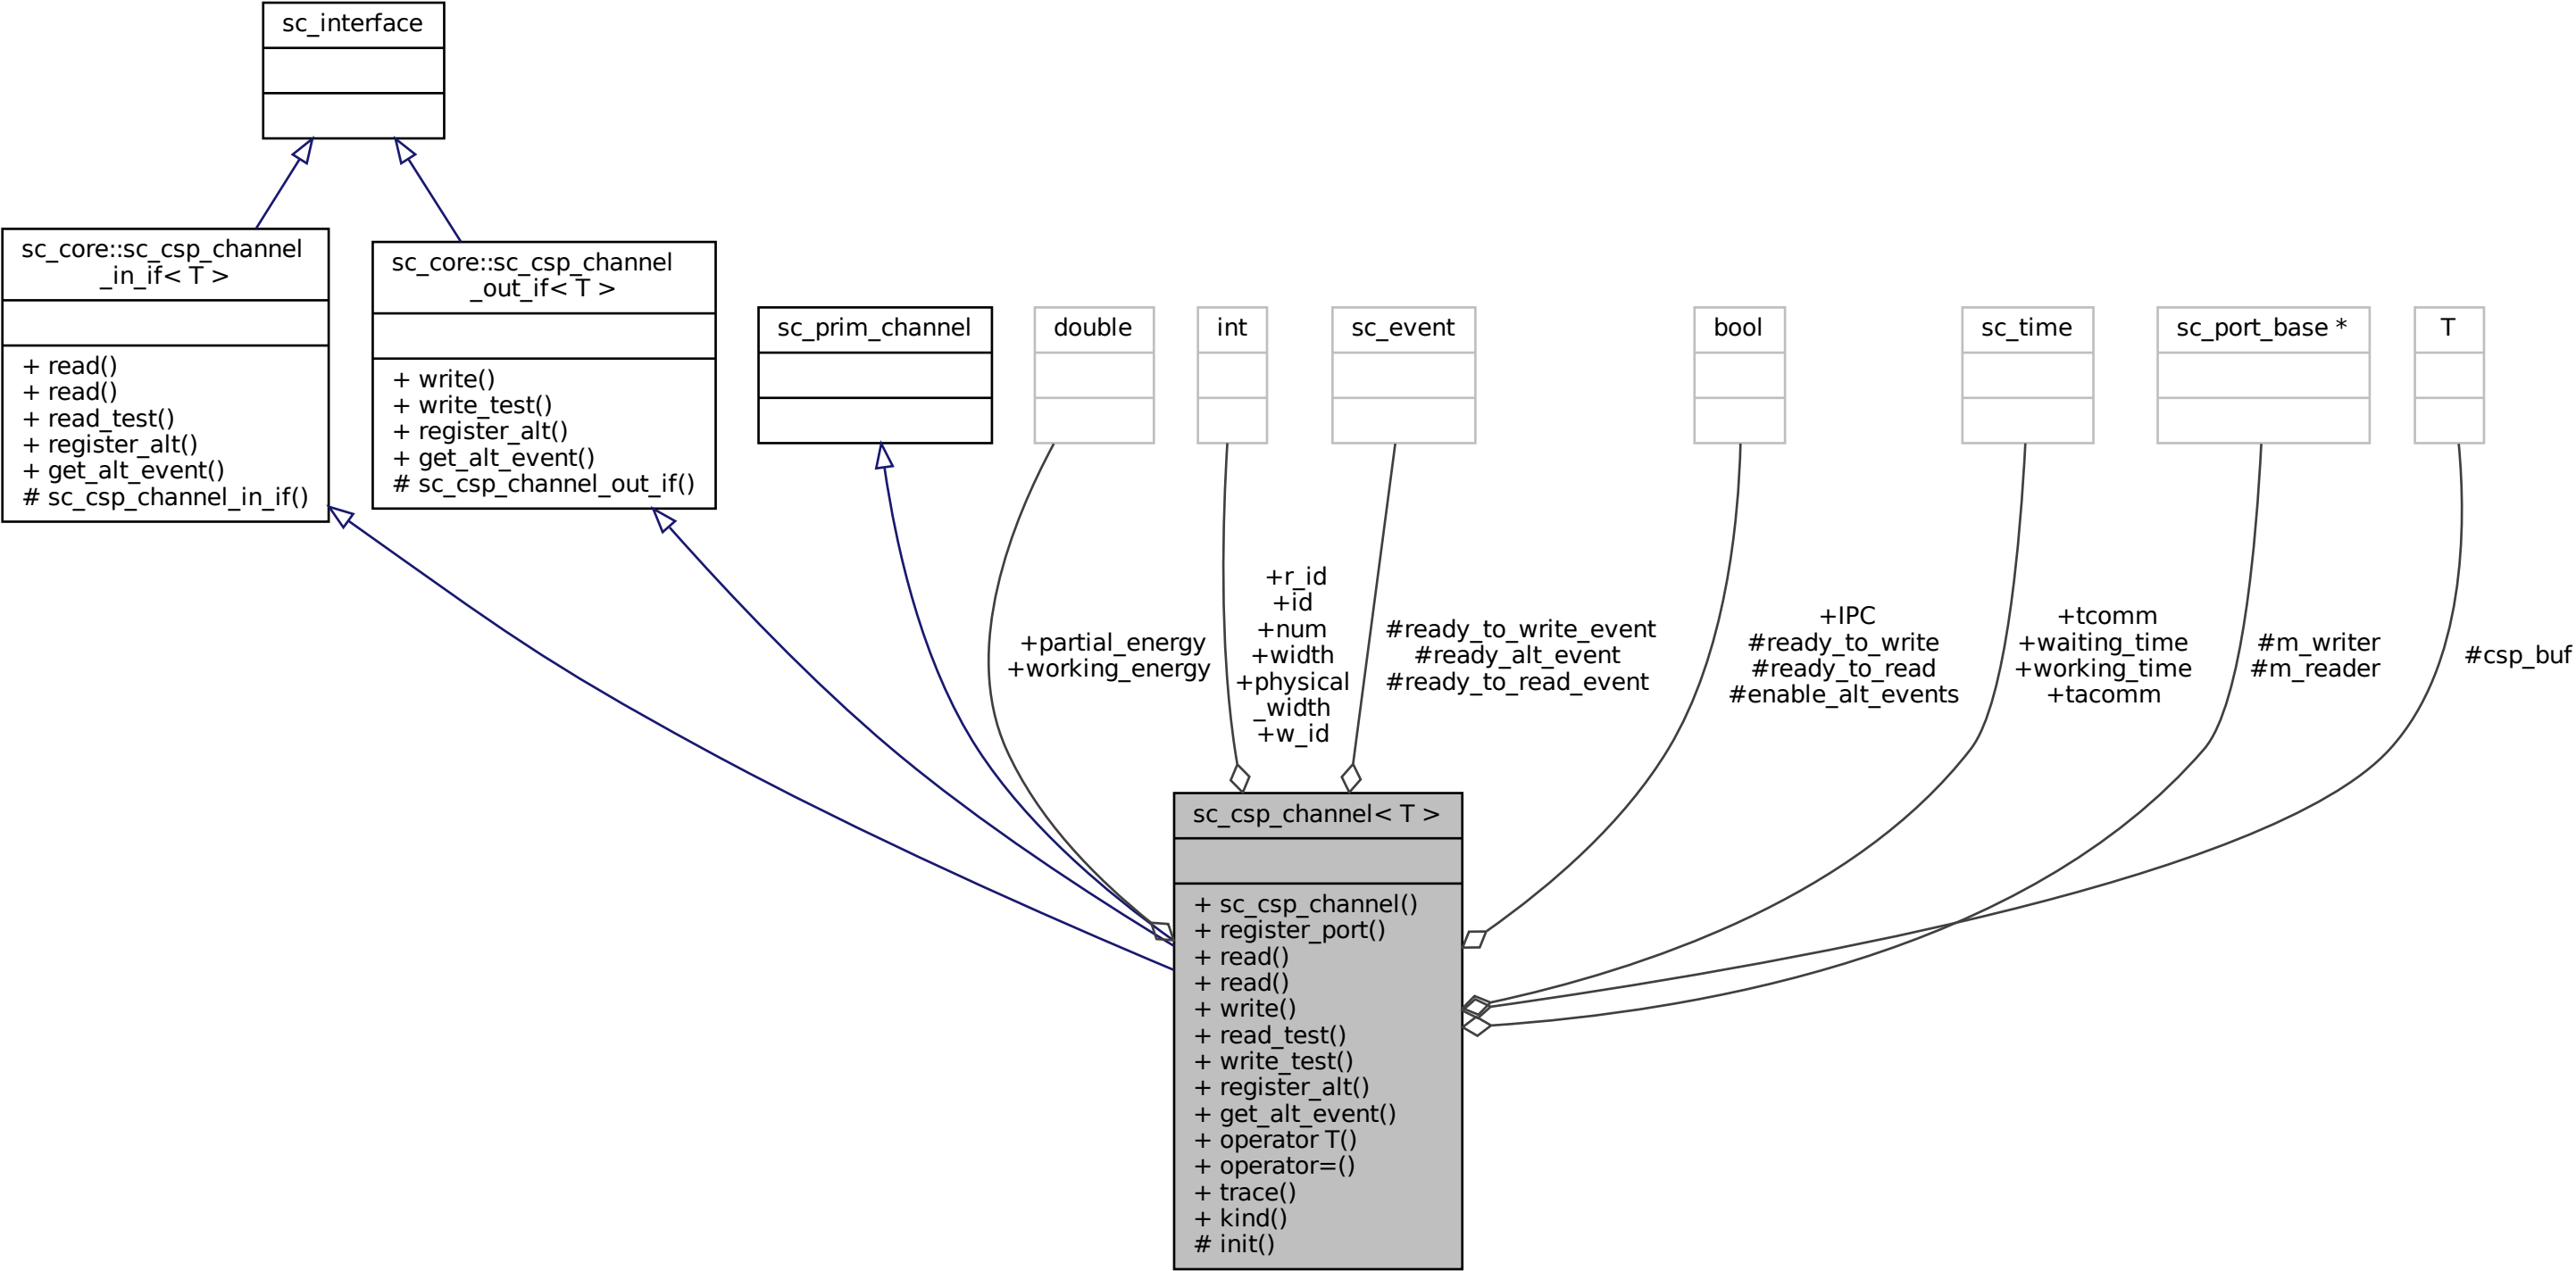 sc_interface
sc_core::sc_csp_channel
_in_if< T >
+ read()
+ read()
+ read_test()
+ register_alt()
+ get_alt_event()
# sc_csp_channel_in_if()
sc_core::sc_csp_channel
_out_if< T >
+ write()
+ write_test()
+ register_alt()
+ get_alt_event()
# sc_csp_channel_out_if()
sc_prim_channel
double
int
sc_event
bool
sc_time
sc_port_base *
T
+partial_energy
+working_energy
+r_id
+id
+num
+width
+physical
_width
+w_id
#ready_to_write_event
#ready_alt_event
#ready_to_read_event
+IPC
#ready_to_write
#ready_to_read
#enable_alt_events
+tcomm
+waiting_time
+working_time
+tacomm
#m_writer
#m_reader
#csp_buf
sc_csp_channel< T >
+ sc_csp_channel()
+ register_port()
+ read()
+ read()
+ write()
+ read_test()
+ write_test()
+ register_alt()
+ get_alt_event()
+ operator T()
+ operator=()
+ trace()
+ kind()
# init()